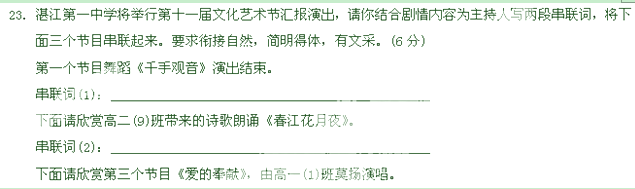 23. 湛江第一中学将举行第十一届文化艺术节汇报演出，请你结合剧情内容为主持人写两段串联词，将下
面三个节目串联起来。要求衔接自然，简明得体，有文采。(6分)
第一个节目舞蹈《千手观音》演出结束。
串联词(1)：
下面请欣赏高二(9)班带来的诗歌朗诵《春江花月夜》。
串联词(2)：
下面请欣赏第三个节目《爱的奉献》，由高一(1)班莫扬演唱。